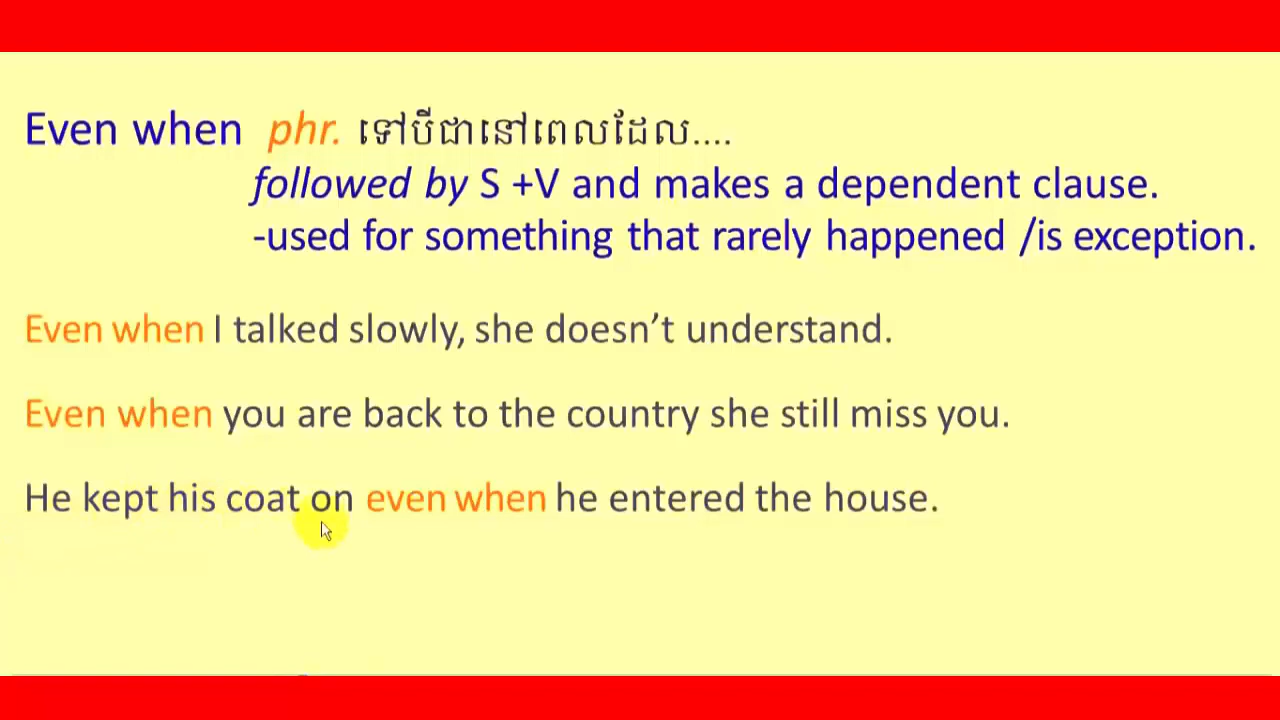 Even when phr. ទៅបីជានៅពេលដែល....
followed by S +V and makes a dependent clause.
-used for something that rarely happened /is exception.
Even when I talked slowly, she doesn’t understand.
Even when you are back to the country she still miss you.
He kept his coat on even when he entered the house.